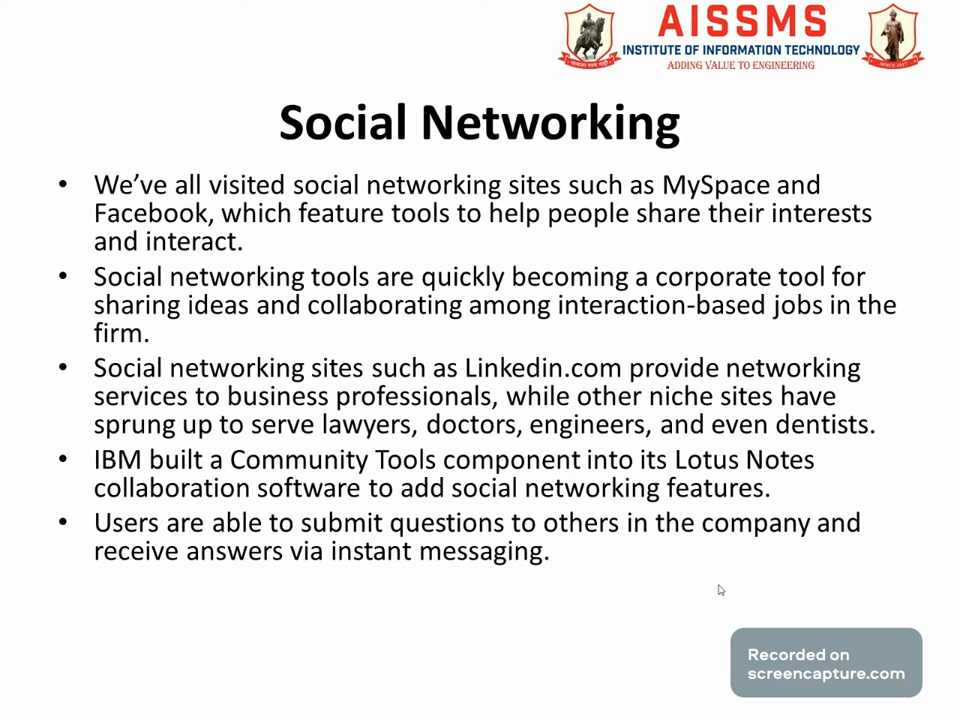 AISSMS
INSTITUTE OF INFORMATION TECHNOLOGY
ADDING VALUE TO ENGINEERING
SINCE 1917
Social Networking
• We’ve all visited social networking sites such as MySpace and
Facebook, which feature tools to help people share their interests
and interact.
• Social networking tools are quickly becoming a corporate tool for
sharing ideas and collaborating among interaction-based jobs in the
firm.
• Social networking sites such as Linkedin.com provide networking
services to business professionals, while other niche sites have
sprung up to serve lawyers, doctors, engineers, and even dentists.
• IBM built a Community Tools component into its Lotus Notes
collaboration software to add social networking features.
• Users are able to submit questions to others in the company and
receive answers via instant messaging.
Recorded on
screencapture.com